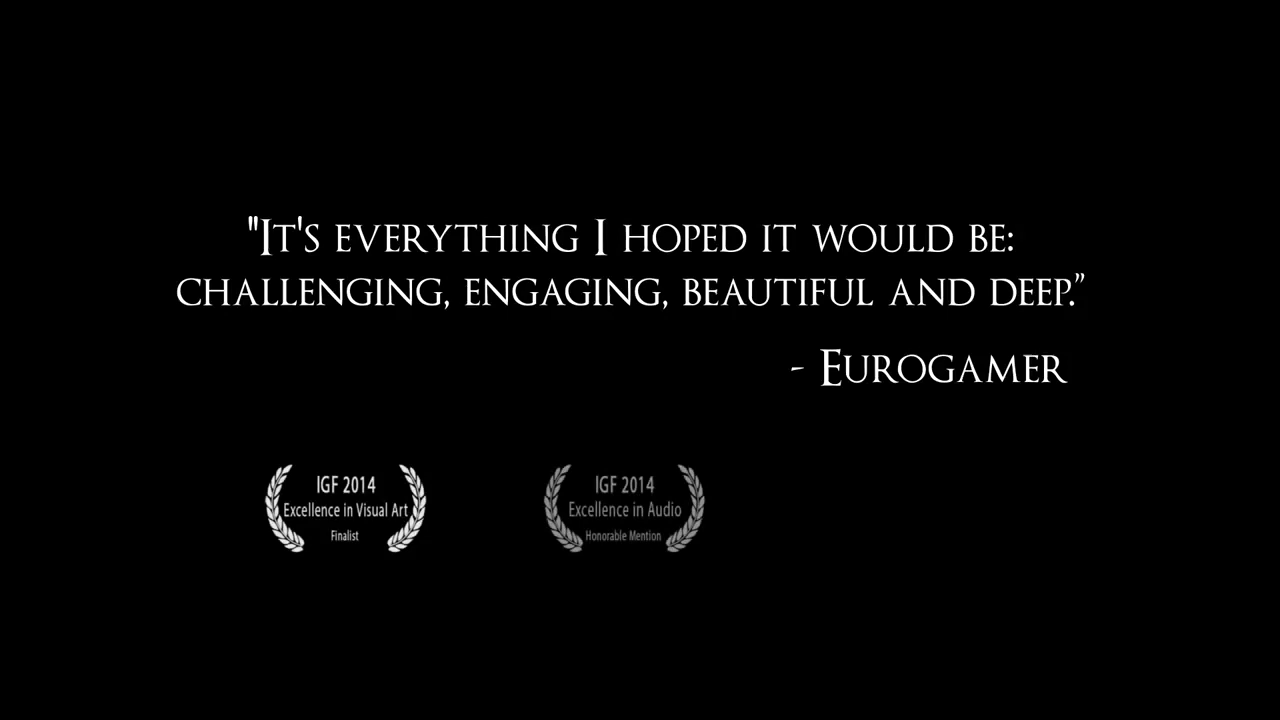 "It's everything I hoped it would be:
challenging, engaging, beautiful and deep.”
- Eurogamer
IGF 2014
Excellence in Visual Art
Finalist
IGF 2014
Excellence in Audio
Honorable Mention